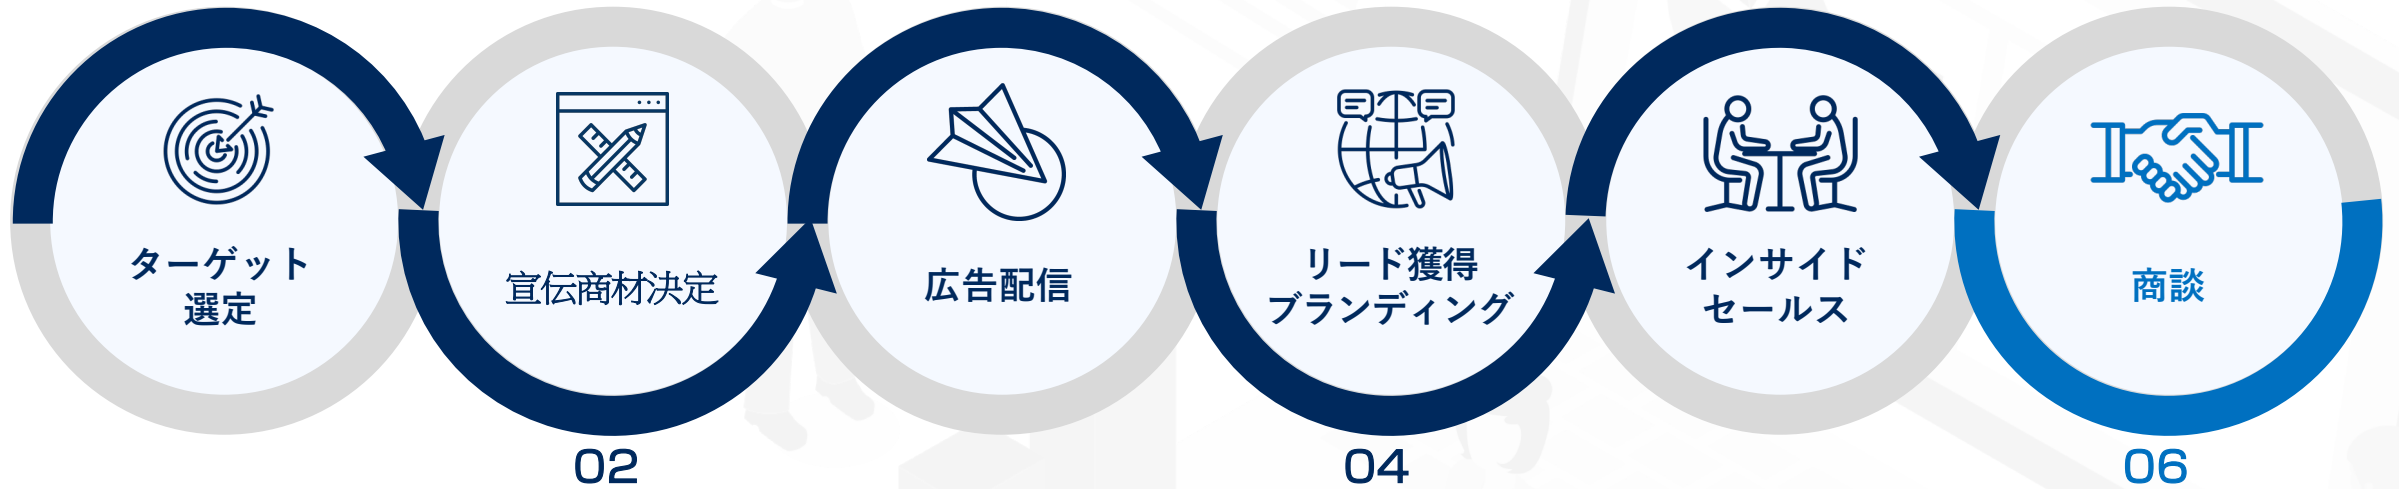 ターゲット
選定
宣伝商材決定
広告配信
リード獲得
ブランディング
インサイド
セールス
商談
02
04
06